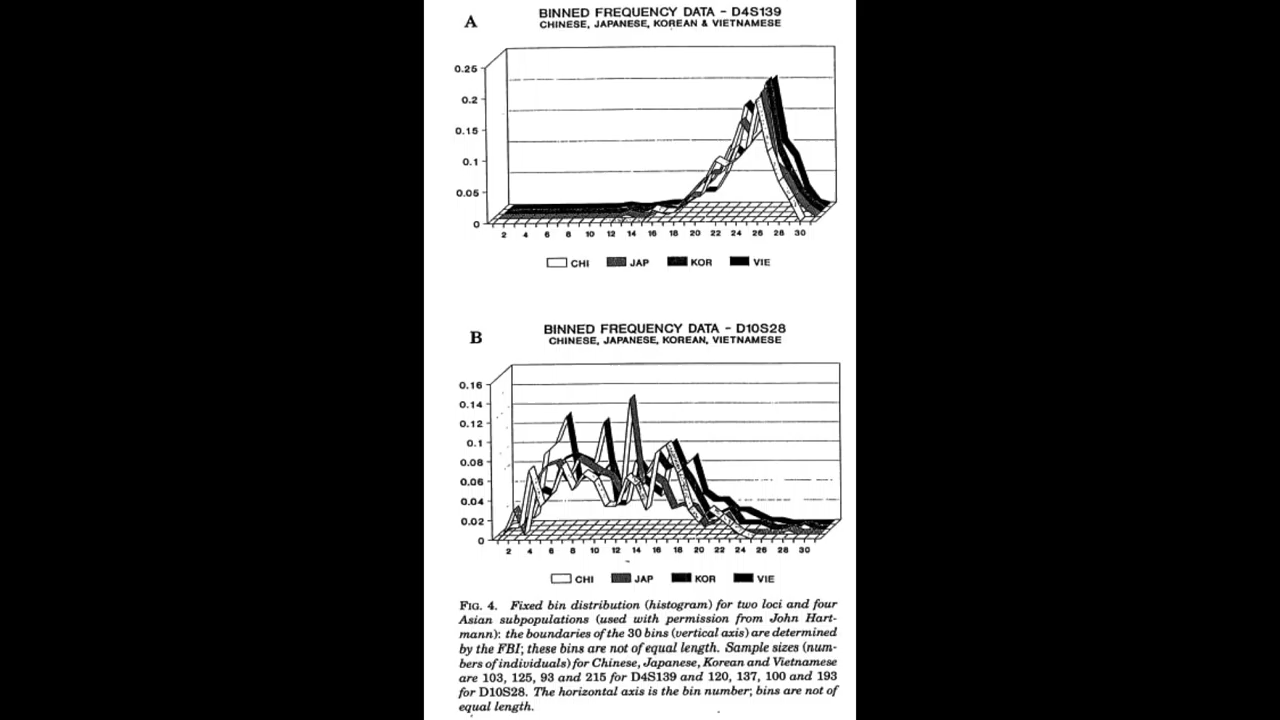 A
BINNED FREQUENCY DATA - D4S139
CHINESE, JAPANESE, KOREAN & VIETNAMESE
0.25
0.2
0.15
0.1
0.05
0
2 4 6 8 10 12 14 16 18 20 22 24 26 28 30
CHI JAP KOR VIE
B
BINNED FREQUENCY DATA - D10S28
CHINESE, JAPANESE, KOREAN, VIETNAMESE
0.16
0.14
0.12
0.1
0.08
0.06
0.04
0.02
0
2 4 6 8 10 12 14 16 18 20 22 24 26 28 30
CHI JAP KOR VIE
FIG. 4. Fixed bin distribution (histogram) for two loci and four
Asian subpopulations (used with permission from John Hart-
mann): the boundaries of the 30 bins (vertical axis) are determined
by the FBI; these bins are not of equal length. Sample sizes (num-
bers of individuals) for Chinese, Japanese, Korean and Vietnamese
are 103, 125, 93 and 215 for D4S139 and 120, 137, 100 and 193
for D10S28. The horizontal axis is the bin number; bins are not of
equal length.